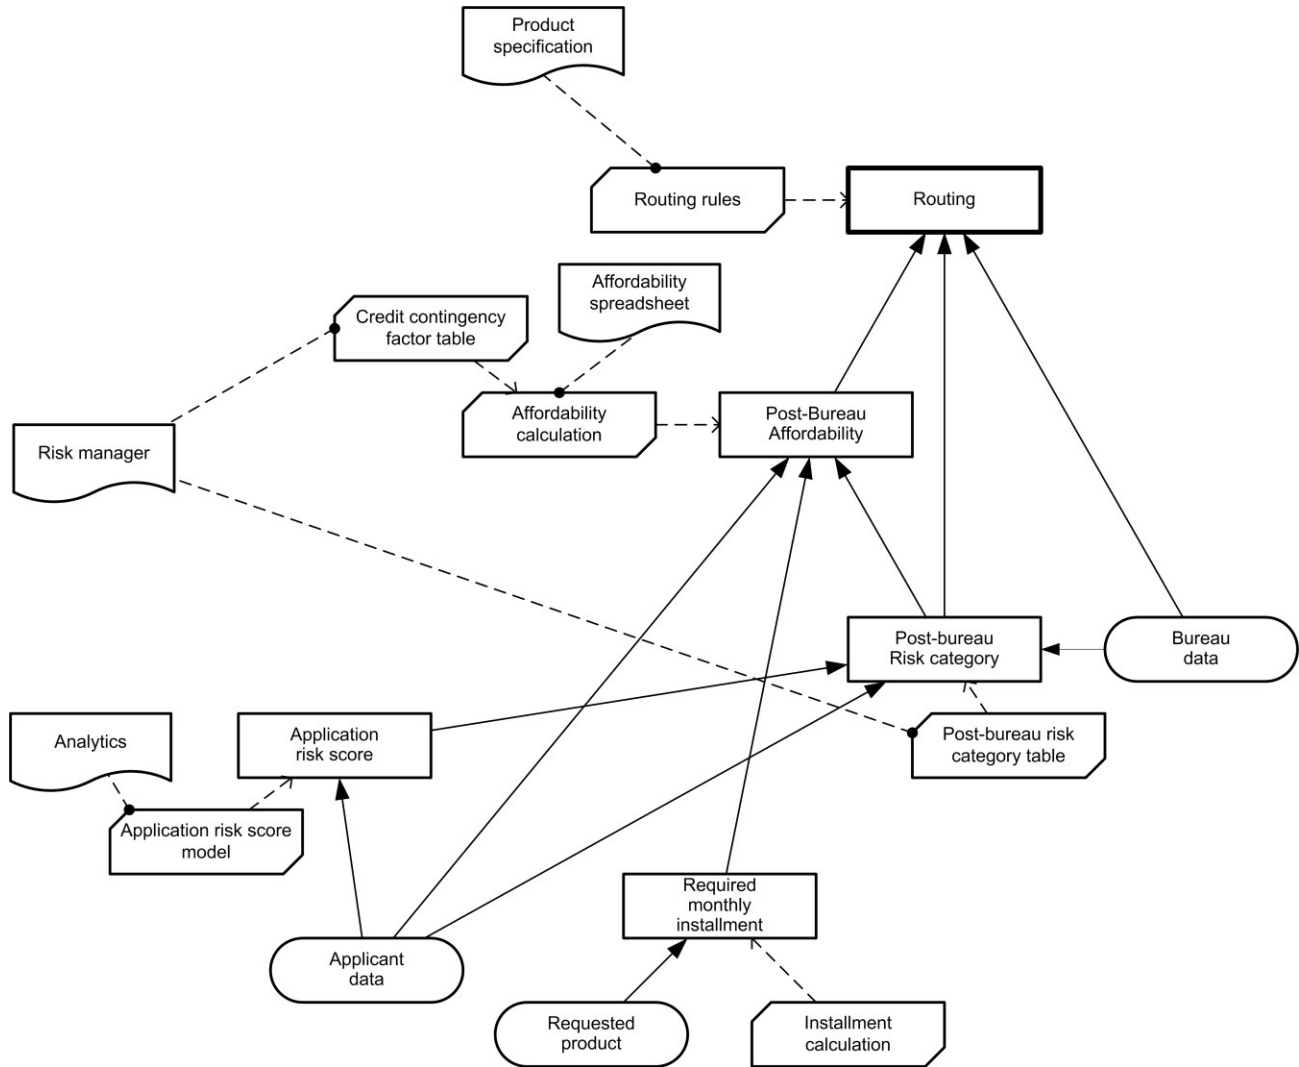 Product
specification
Routing rules
Routing
Affordability
spreadsheet
Credit contingency
factor table
Affordability
calculation
Post-Bureau
Affordability
Risk manager
Post-bureau
Risk category
Bureau
data
Analytics
Application
risk score
Post-bureau risk
category table
Application risk score
model
Required
monthly
installment
Applicant
data
Requested
product
Installment
calculation